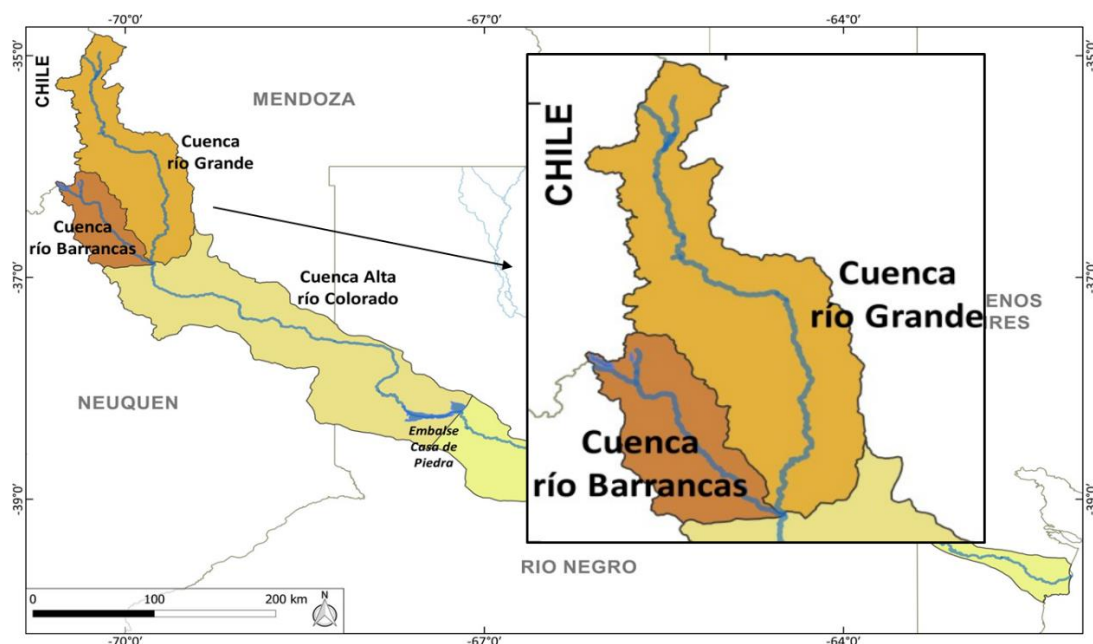 -70°0'
-67°0'
-64°0'
-35°0'
-35°0'
CHILE
MENDOZA
Cuenca
río Grande
Cuenca
río Barrancas
Cuenca Alta
río Colorado
-37°0'
-37°0'
NEUQUEN
Embalse
Casa de
Piedra
CHILE
Cuenca
río Grande
Cuenca
río Barrancas
ENOS
IRES
-39°0'
-39°0'
RIO NEGRO
0 100 200 km
N
-70°0'
-67°0'
-64°0'